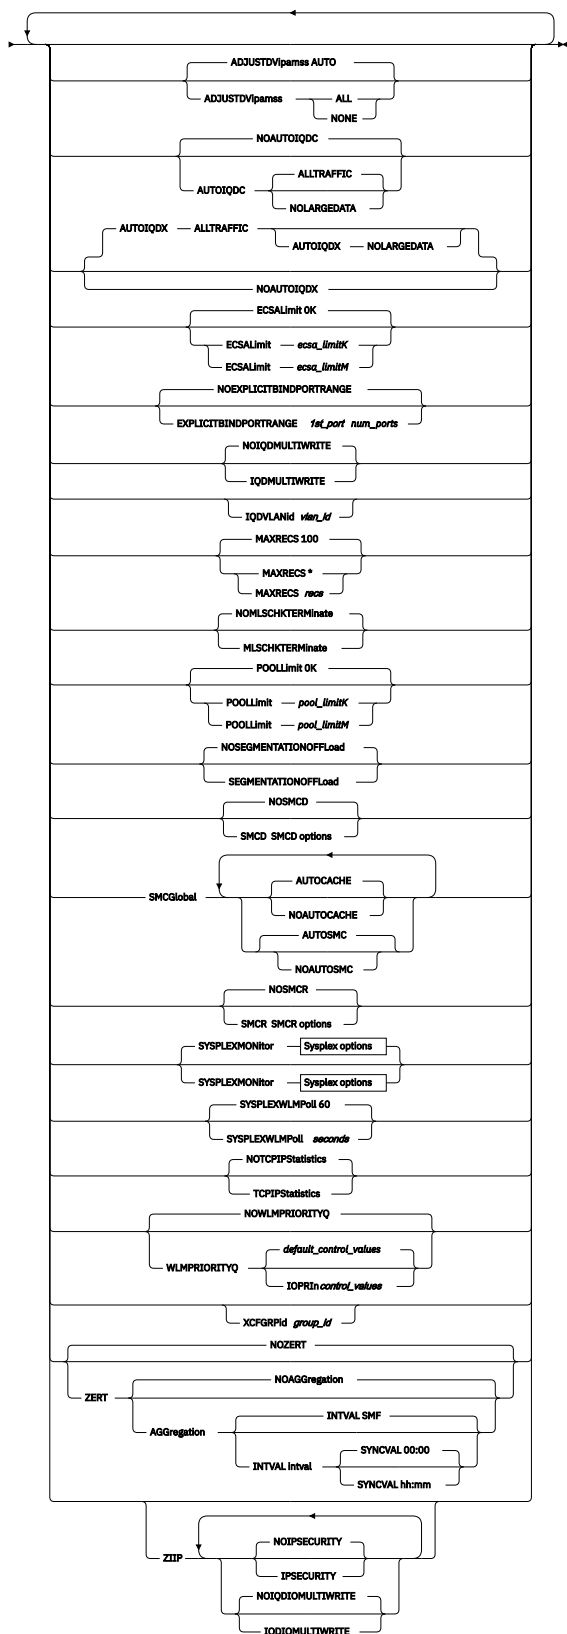 ADJUSTDVipamss AUTO
ADJUSTDVipamss ALL
NONE
NOAUTOIQDC
AUTOIQDC ALLTRAFFIC
NOLARGEDATA
AUTOIQDX ALLTRAFFIC
AUTOIQDX NOLARGEDATA
NOAUTOIQDX
ECSALimit 0K
ECSALimit ecsa_limitK
ECSALimit ecsa_limitM
NOEXPLICITBINDPORTRANGE
EXPLICITBINDPORTRANGE 1st_port num_ports
NOIQDMULTIWRITE
IQDMULTIWRITE
IQDVLANid vlan_id
MAXRECS 100
MAXRECS *
MAXRECS recs
NOMLSCHKTERMinate
MLSCHKTERMinate
POOLLimit 0K
POOLLimit pool_limitK
POOLLimit pool_limitM
NOSEGMENTATIONOFFLoad
SEGMENTATIONOFFLoad
NOSMCD
SMCD SMCD options
SMCGlobal AUTOCACHE
NOAUTOCACHE
AUTOSMC
NOAUTOSMC
NOSMCR
SMCR SMCR options
SYSPLEXMONitor Sysplex options
SYSPLEXMONitor Sysplex options
SYSPLEXWLMPoll 60
SYSPLEXWLMPoll seconds
NOTCPIPStatistics
TCPIPStatistics
NOWLMPRIORITYQ
WLMPRIORITYQ default_control_values
IOPRIn control_values
XCFGRPid group_id
NOZERT
ZERT NOAGGregation
AGGregation INTVAL SMF
INTVAL intval SYNCVAL 00:00
SYNCVAL hh:mm
ZIIP NOIPSECURITY
IPSECURITY
NOIQDIOMULTIWRITE
IQDIOMULTIWRITE